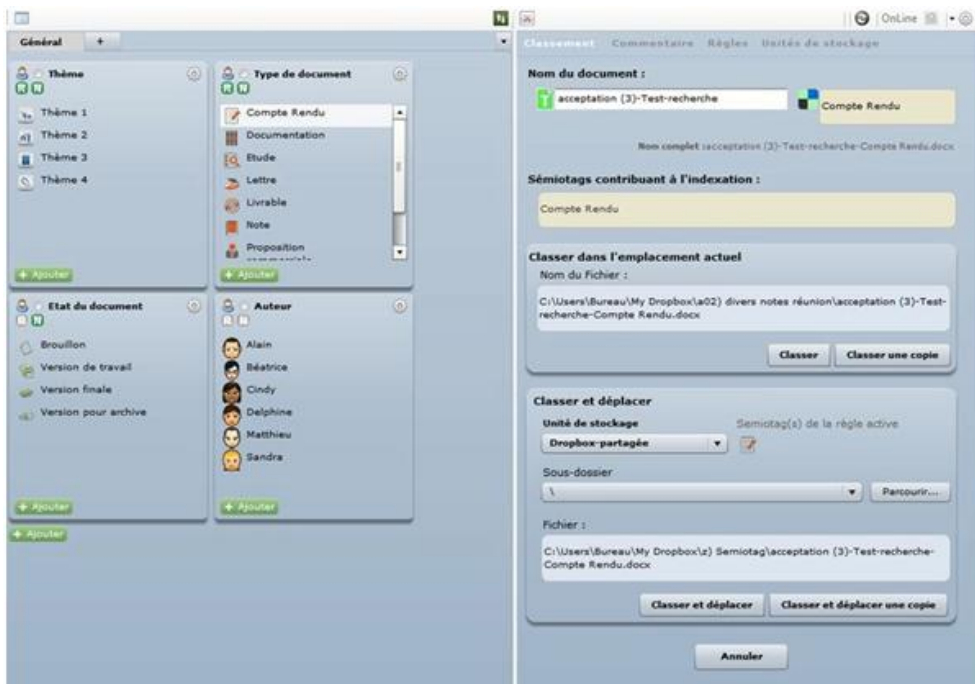 Général +
Thème
Thème 1
Thème 2
Thème 3
Thème 4
+ Ajouter
Type de document
Compte Rendu
Documentation
Etude
Lettre
Livrable
Note
Proposition
commerciale
+ Ajouter
Etat du document
Brouillon
Version de travail
Version finale
Version pour archive
+ Ajouter
Auteur
Alain
Béatrice
Cindy
Delphine
Matthieu
Sandra
+ Ajouter
+ Ajouter
OnLine
Classement Commentaire Règles Unités de stockage
Nom du document :
acceptation (3)-Test-recherche
Compte Rendu
Nom complet :acceptation (3)-Test-recherche-Compte Rendu.docx
Sémiotags contribuant à l'indexation :
Compte Rendu
Classer dans l'emplacement actuel
Nom du Fichier :
C:\Users\Bureau\My Dropbox\a02) divers notes réunion\acceptation (3)-Test-
recherche-Compte Rendu.docx
Classer Classer une copie
Classer et déplacer
Unité de stockage Semiotag(s) de la règle active
Dropbox-partagée
Sous-dossier
\ Parcourir...
Fichier :
C:\Users\Bureau\My Dropbox\z) Semiotag\acceptation (3)-Test-recherche-
Compte Rendu.docx
Classer et déplacer Classer et déplacer une copie
Annuler